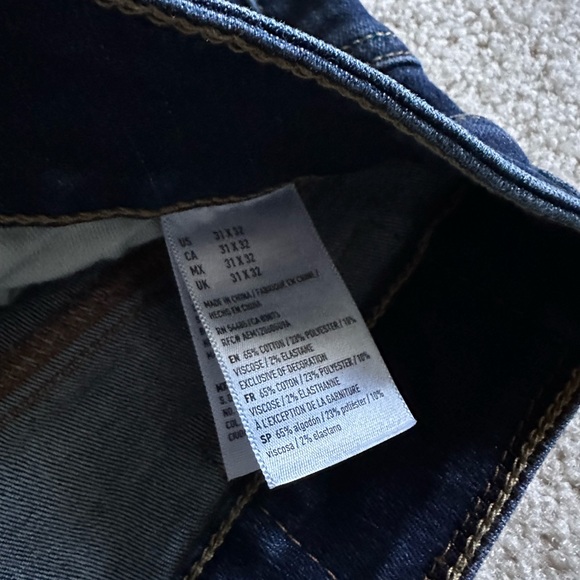 US 31 X 32
CA 31 X 32
MX 31 X 32
UK 31 X 32
MADE IN CHINA / FABRIQUÉ EN CHINE /
HECHO EN CHINA
EN 65% COTTON / 23% POLYESTER / 10%
VISCOSE / 2% ELASTANE
EXCLUSIVE OF DECORATION
FR 65% COTON / 23% POLYESTER / 10%
VISCOSE / 2% ÉLASTHANNE
À L'EXCEPTION DE LA GARNITURE
SP 65% algodón / 23% poliéster / 10%
viscosa / 2% elastano